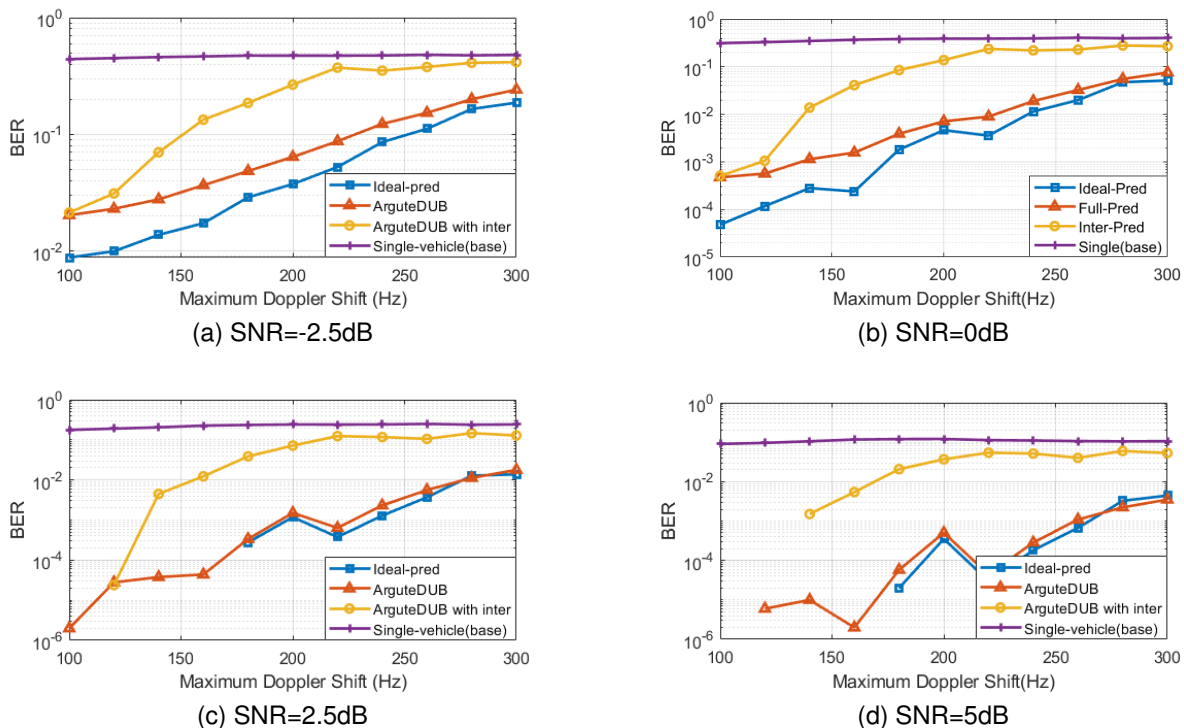 10^0
10^-1
10^-2
BER
100 150 200 250 300
Maximum Doppler Shift (Hz)
Ideal-pred
ArguteDUB
ArguteDUB with inter
Single-vehicle(base)
(a) SNR=-2.5dB
10^0
10^-1
10^-2
10^-3
10^-4
10^-5
BER
100 150 200 250 300
Maximum Doppler Shift(Hz)
Ideal-Pred
Full-Pred
Inter-Pred
Single(base)
(b) SNR=0dB
10^0
10^-2
10^-4
10^-6
BER
100 150 200 250 300
Maximum Doppler Shift (Hz)
Ideal-pred
ArguteDUB
ArguteDUB with inter
Single-vehicle(base)
(c) SNR=2.5dB
10^0
10^-2
10^-4
10^-6
BER
100 150 200 250 300
Maximum Doppler Shift(Hz)
Ideal-pred
ArguteDUB
ArguteDUB with inter
Single-vehicle(base)
(d) SNR=5dB